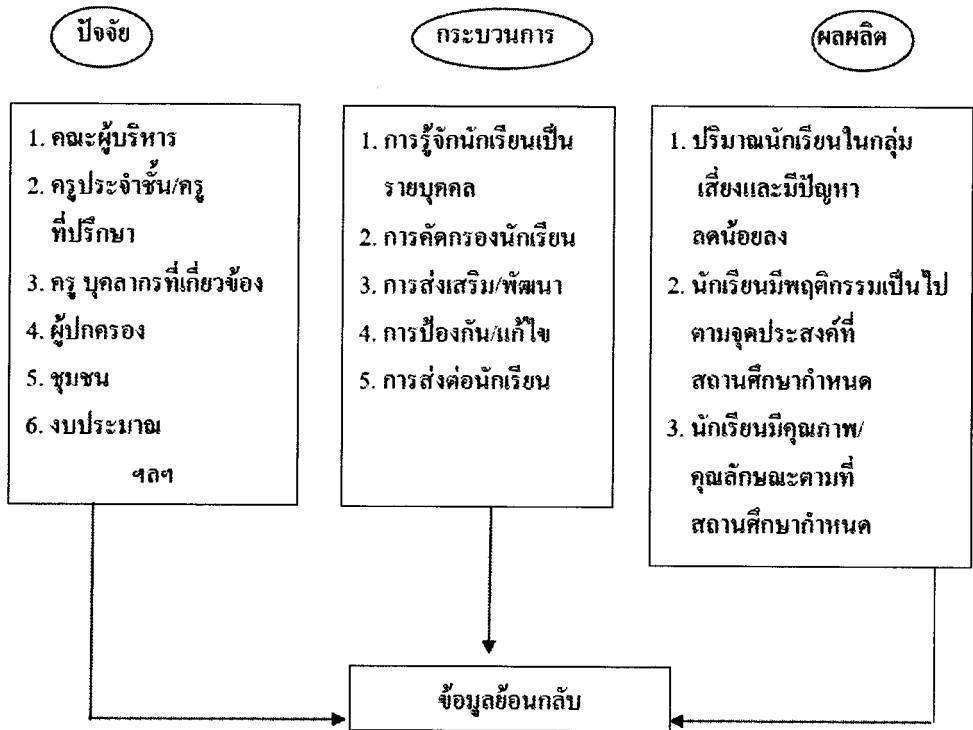 ปัจจัย
กระบวนการ
ผลผลิต
1. คณะผู้บริหาร
2. ครูประจำชั้น/ครู
ที่ปรึกษา
3. ครู บุคลากรที่เกี่ยวข้อง
4. ผู้ปกครอง
5. ชุมชน
6. งบประมาณ
ฯลฯ
1. การรู้จักนักเรียนเป็น
รายบุคคล
2. การคัดกรองนักเรียน
3. การส่งเสริม/พัฒนา
4. การป้องกัน/แก้ไข
5. การส่งต่อนักเรียน
1. ปริมาณนักเรียนในกลุ่ม
เสี่ยงและมีปัญหา
ลดน้อยลง
2. นักเรียนมีพฤติกรรมเป็นไป
ตามจุดประสงค์ที่
สถานศึกษากำหนด
3. นักเรียนมีคุณภาพ/
คุณลักษณะตามที่
สถานศึกษากำหนด
ข้อมูลย้อนกลับ